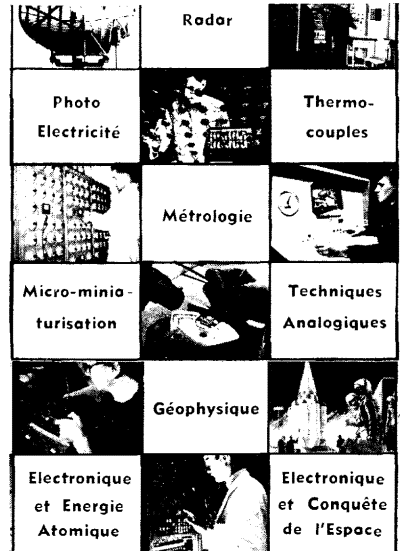 Radar
Photo
Electricité
Thermo-
couples
Métrologie
Micro-minia-
turisation
Techniques
Analogiques
Géophysique
Electronique
et Energie
Atomique
Electronique
et Conquête
de l'Espace